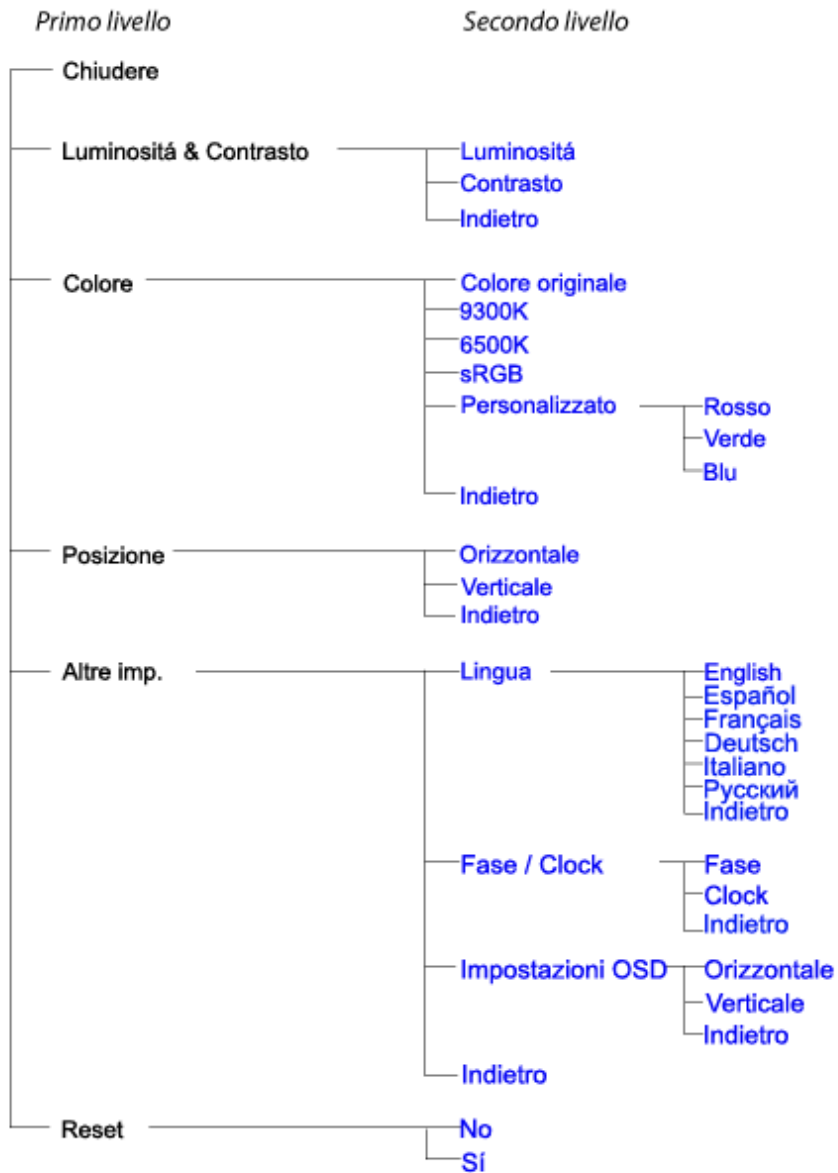 Primo livello Secondo livello
Chiudere
Luminositá & Contrasto Luminositá
Contrasto
Indietro
Colore Colore originale
9300K
6500K
sRGB
Personalizzato Rosso
Verde
Blu
Indietro
Posizione Orizzontale
Verticale
Indietro
Altre imp. Lingua English
Español
Français
Deutsch
Italiano
Русский
Indietro
Fase / Clock Fase
Clock
Indietro
Impostazioni OSD Orizzontale
Verticale
Indietro
Indietro
Reset No
Sí